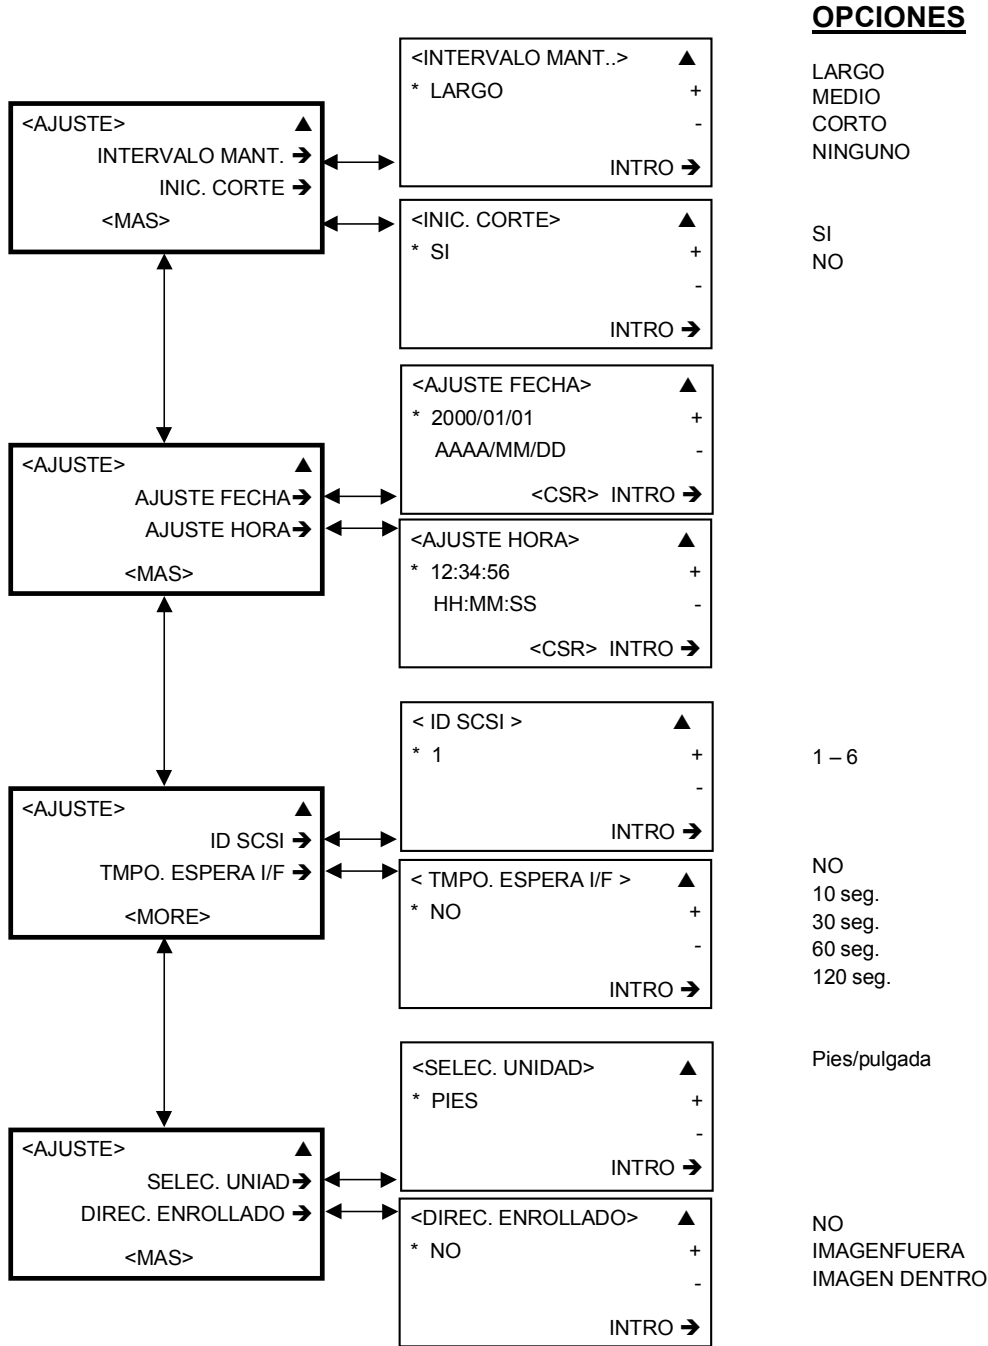 OPCIONES
<AJUSTE> ▲
INTERVALO MANT. ➔
INIC. CORTE ➔
<MAS>
<INTERVALO MANT..> ▲
* LARGO +
-
INTRO ➔
LARGO
MEDIO
CORTO
NINGUNO
<INIC. CORTE> ▲
* SI +
-
INTRO ➔
SI
NO
<AJUSTE> ▲
AJUSTE FECHA➔
AJUSTE HORA➔
<MAS>
<AJUSTE FECHA> ▲
* 2000/01/01 +
AAAA/MM/DD -
<CSR> INTRO ➔
<AJUSTE HORA> ▲
* 12:34:56 +
HH:MM:SS -
<CSR> INTRO ➔
<AJUSTE> ▲
ID SCSI ➔
TMPO. ESPERA I/F ➔
<MORE>
< ID SCSI > ▲
* 1 +
-
INTRO ➔
1 – 6
< TMPO. ESPERA I/F > ▲
* NO +
-
INTRO ➔
NO
10 seg.
30 seg.
60 seg.
120 seg.
<AJUSTE> ▲
SELEC. UNIAD➔
DIREC. ENROLLADO ➔
<MAS>
<SELEC. UNIDAD> ▲
* PIES +
-
INTRO ➔
Pies/pulgada
<DIREC. ENROLLADO> ▲
* NO +
-
INTRO ➔
NO
IMAGENFUERA
IMAGEN DENTRO